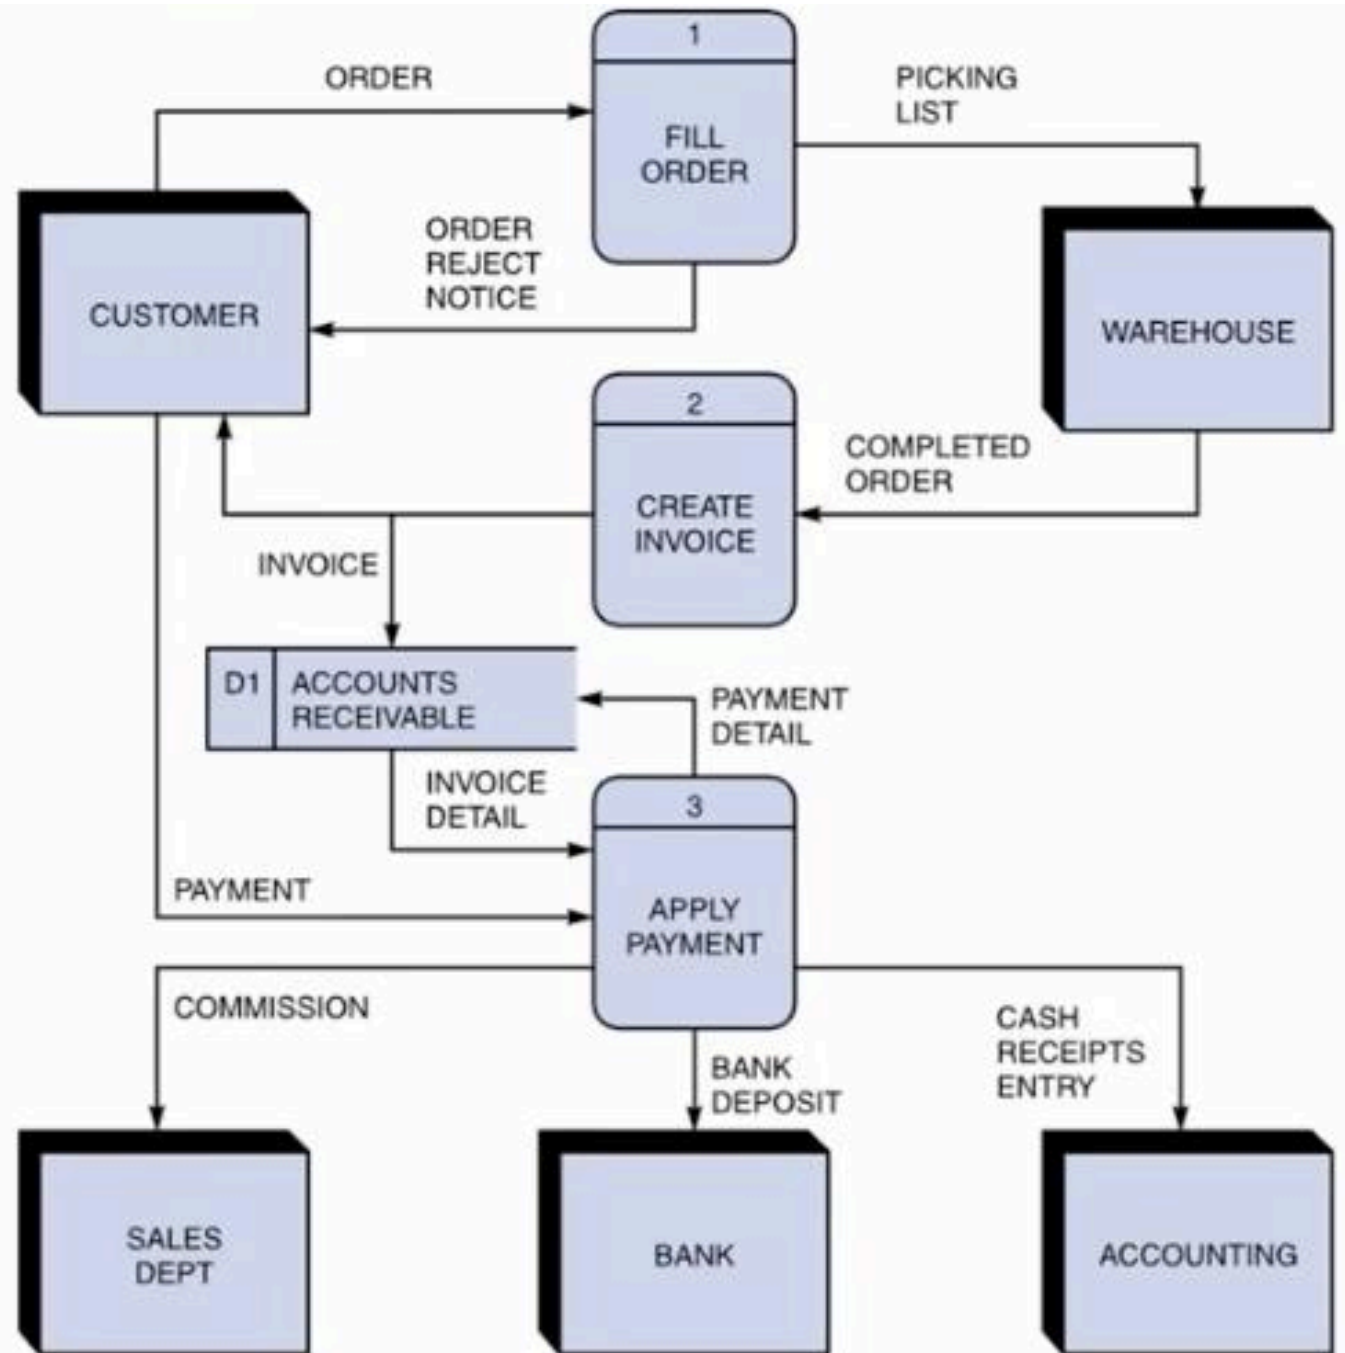 1
ORDER
PICKING
LIST
FILL
ORDER
ORDER
REJECT
NOTICE
CUSTOMER
WAREHOUSE
2
COMPLETED
ORDER
CREATE
INVOICE
INVOICE
D1
ACCOUNTS
RECEIVABLE
PAYMENT
DETAIL
INVOICE
DETAIL
3
PAYMENT
APPLY
PAYMENT
COMMISSION
CASH
RECEIPTS
ENTRY
BANK
DEPOSIT
SALES
DEPT
BANK
ACCOUNTING